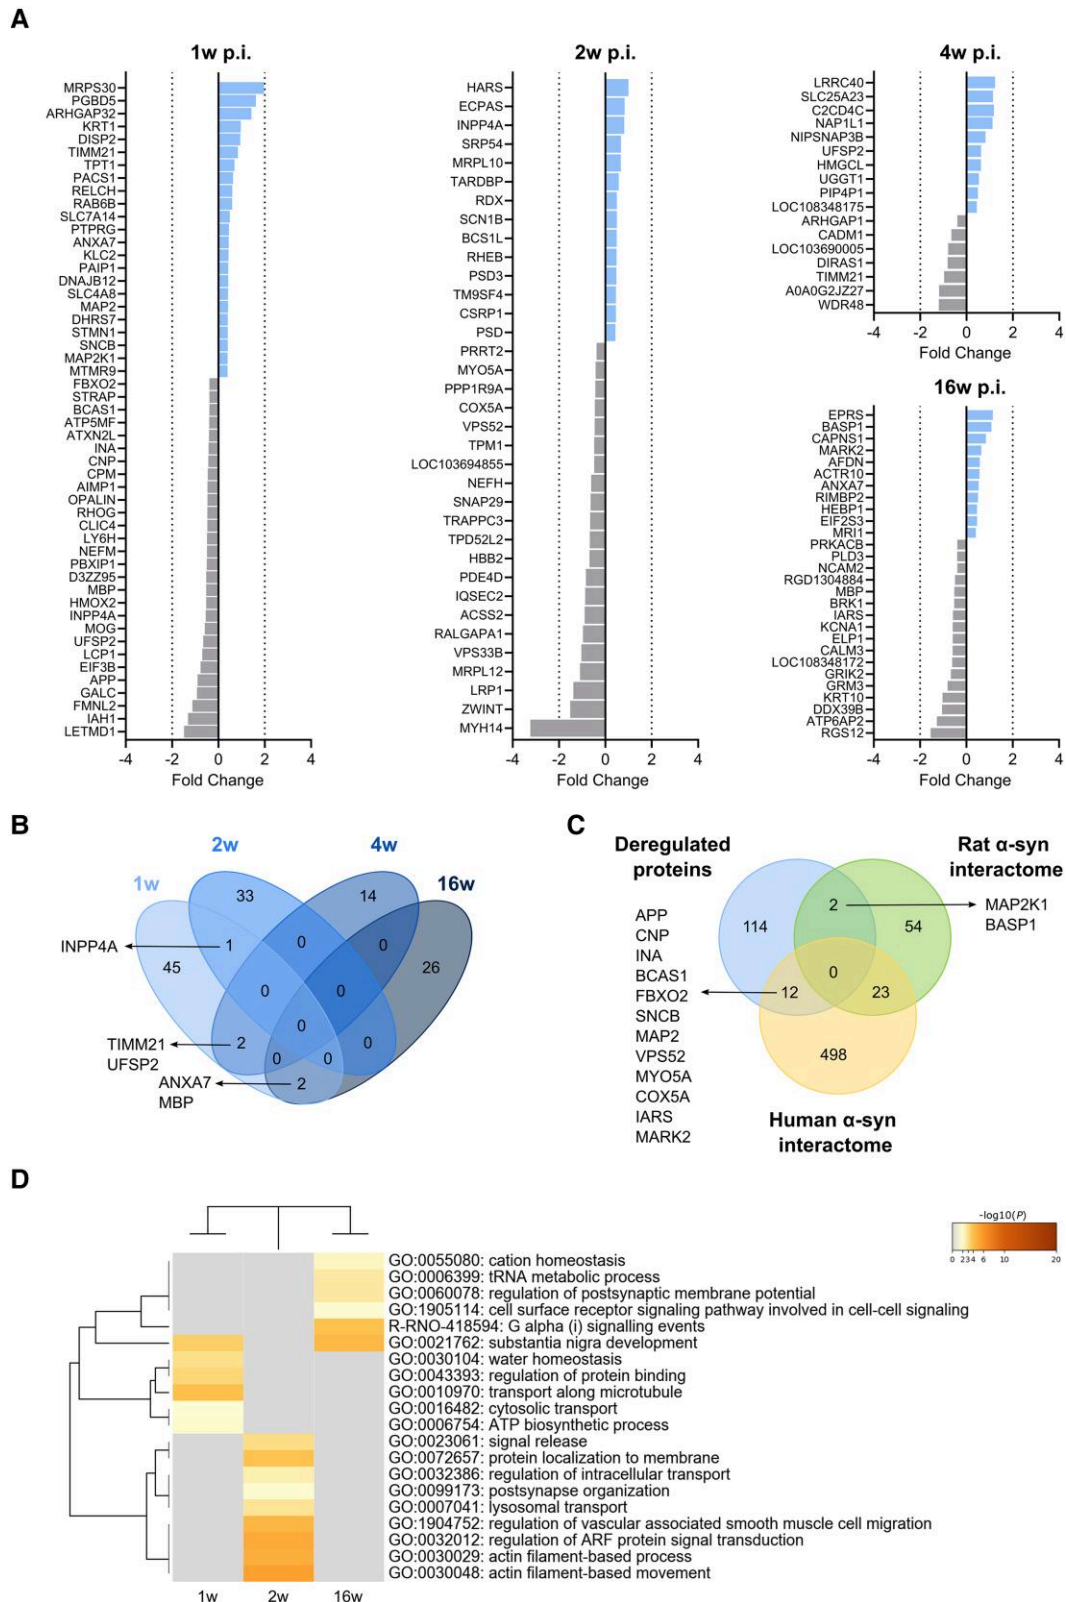 A
1w p.i.
MRPS30
PGBD5
ARHGAP32
KRT1
DISP2
TIMM21
TPT1
PACS1
RELCH
RAB6B
SLC7A14
PTPRG
ANXA7
KLC2
PAIP1
DNAJB12
SLC4A8
MAP2
DHRS7
STMN1
SNCB
MAP2K1
MTMR9
FBXO2
STRAP
BCAS1
ATP5MF
ATXN2L
INA
CNP
CPM
AIMP1
OPALIN
RHOG
CLIC4
LY6H
NEFM
PBXIP1
D3ZZ95
MBP
HMOX2
INPP4A
MOG
UFSP2
LCP1
EIF3B
APP
GALC
FMNL2
IAH1
LETMD1
-4 -2 0 2 4
Fold Change
2w p.i.
HARS
ECPAS
INPP4A
SRP54
MRPL10
TARDBP
RDX
SCN1B
BCS1L
RHEB
PSD3
TM9SF4
CSRP1
PSD
PRRT2
MYO5A
PPP1R9A
COX5A
VPS52
TPM1
LOC103694855
NEFH
SNAP29
TRAPPC3
TPD52L2
HBB2
PDE4D
IQSEC2
ACSS2
RALGAPA1
VPS33B
MRPL12
LRP1
ZWINT
MYH14
-4 -2 0 2 4
Fold Change
4w p.i.
LRRC40
SLC25A23
C2CD4C
NAP1L1
NIPSNAP3B
UFSP2
HMGCL
UGGT1
PIP4P1
LOC108348175
ARHGAP1
CADM1
LOC103690005
DIRAS1
TIMM21
A0A0G2JZ27
WDR48
-4 -2 0 2 4
Fold Change
16w p.i.
EPRS
BASP1
CAPNS1
MARK2
AFDN
ACTR10
ANXA7
RIMBP2
HEBP1
EIF2S3
MRI1
PRKACB
PLD3
NCAM2
RGD1304884
MBP
BRK1
IARS
KCNA1
ELP1
CALM3
LOC108348172
GRIK2
GRM3
KRT10
DDX39B
ATP6AP2
RGS12
-4 -2 0 2 4
Fold Change
B
2w 4w
1w 16w
33 14
INPP4A 1 0 0
45 26
0 0
0
TIMM21 2 0
UFSP2 0 0
ANXA7 2
MBP
C
Deregulated
proteins
Rat α-syn
interactome
APP
CNP
INA
BCAS1
FBXO2
SNCB
MAP2
VPS52
MYO5A
COX5A
IARS
MARK2
114 2 54
0
12 23
498
MAP2K1
BASP1
Human α-syn
interactome
D
-log10(P)
0 2 3 4 6 10 20
GO:0055080: cation homeostasis
GO:0006399: tRNA metabolic process
GO:0060078: regulation of postsynaptic membrane potential
GO:1905114: cell surface receptor signaling pathway involved in cell-cell signaling
R-RNO-418594: G alpha (i) signalling events
GO:0021762: substantia nigra development
GO:0030104: water homeostasis
GO:0043393: regulation of protein binding
GO:0010970: transport along microtubule
GO:0016482: cytosolic transport
GO:0006754: ATP biosynthetic process
GO:0023061: signal release
GO:0072657: protein localization to membrane
GO:0032386: regulation of intracellular transport
GO:0099173: postsynapse organization
GO:0007041: lysosomal transport
GO:1904752: regulation of vascular associated smooth muscle cell migration
GO:0032012: regulation of ARF protein signal transduction
GO:0030029: actin filament-based process
GO:0030048: actin filament-based movement
1w 2w 16w